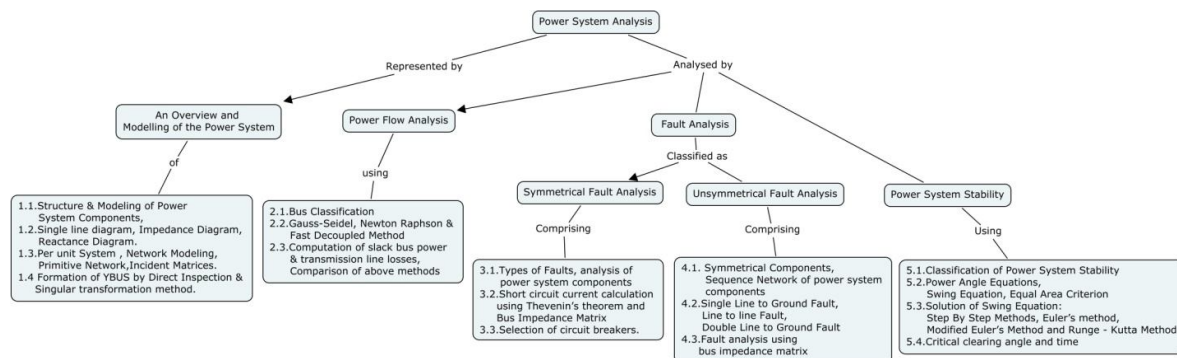 Power System Analysis
Represented by
Analysed by
An Overview and
Modelling of the Power System
Power Flow Analysis
Fault Analysis
of
using
Classified as
Symmetrical Fault Analysis
Unsymmetrical Fault Analysis
Power System Stability
Comprising
Comprising
Using
1.1.Structure & Modeling of Power
System Components,
1.2.Single line diagram, Impedance Diagram,
Reactance Diagram.
1.3.Per unit System , Network Modeling,
Primitive Network,Incident Matrices.
1.4 Formation of YBUS by Direct Inspection &
Singular transformation method.
2.1.Bus Classification
2.2.Gauss-Seidel, Newton Raphson &
Fast Decoupled Method
2.3.Computation of slack bus power
& transmission line losses,
Comparison of above methods
3.1.Types of Faults, analysis of
power system components
3.2.Short circuit current calculation
using Thevenin's theorem and
Bus Impedance Matrix
3.3.Selection of circuit breakers.
4.1. Symmetrical Components,
Sequence Network of power system
components
4.2.Single Line to Ground Fault,
Line to line Fault,
Double Line to Ground Fault
4.3.Fault analysis using
bus impedance matrix
5.1.Classification of Power System Stability
5.2.Power Angle Equations,
Swing Equation, Equal Area Criterion
5.3.Solution of Swing Equation:
Step By Step Methods, Euler's method,
Modified Euler's Method and Runge - Kutta Method
5.4.Critical clearing angle and time